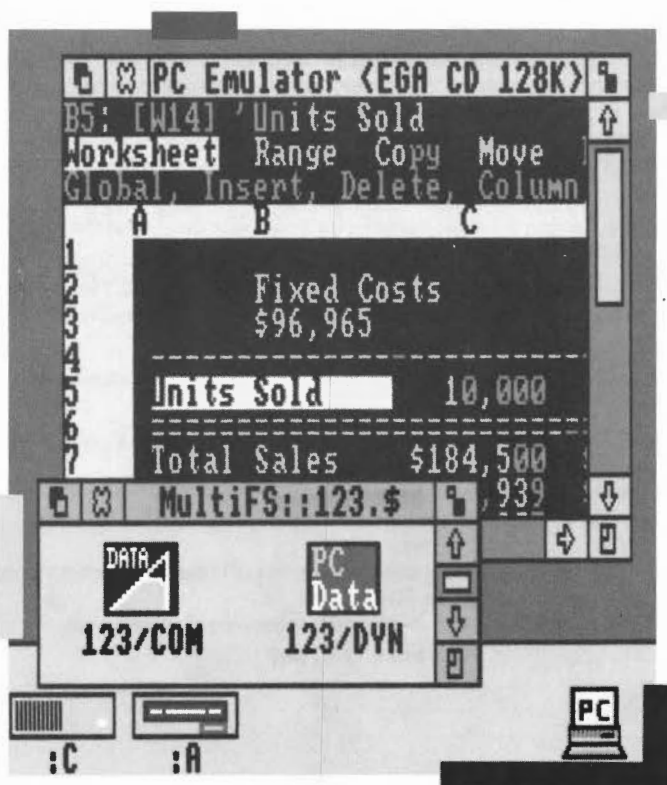 PC Emulator <EGA CD 128K>
B5: [W14] 'Units Sold
Worksheet Range Copy Move
Global, Insert, Delete, Column
A B C
1
2 Fixed Costs
3 $96,965
4
5 Units Sold 10,000
6
7 Total Sales $184,500
,939
MultiFS::123.$
DATA
PC
Data
123/COM 123/DYN
PC
:C :A